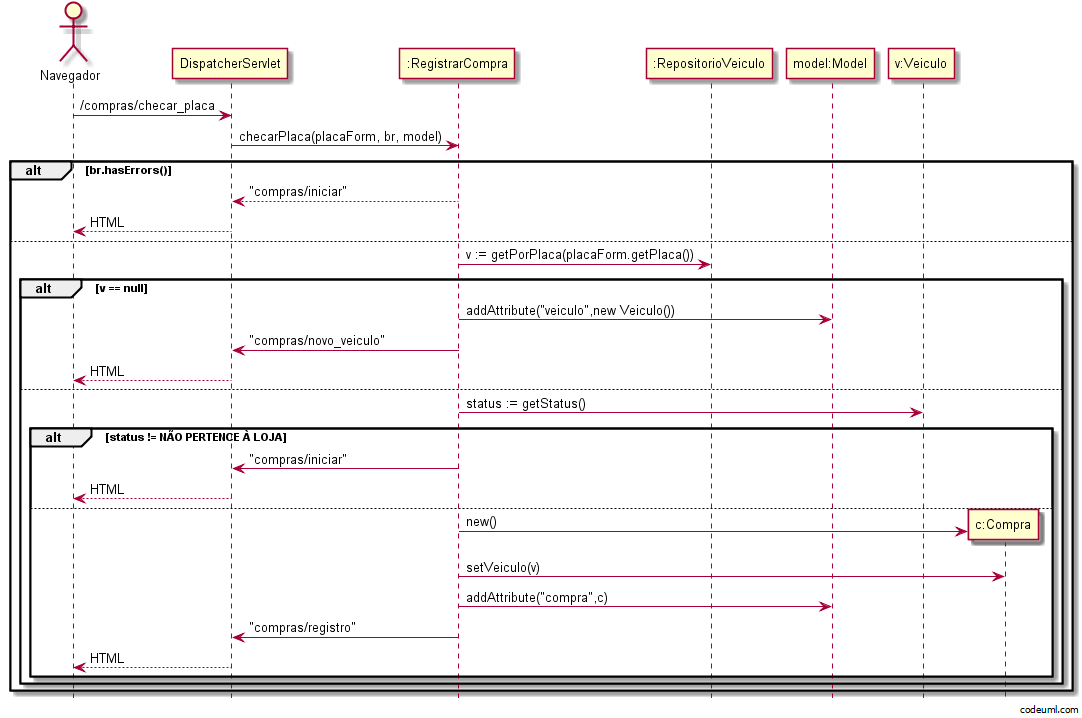 Navegador
DispatcherServlet
:RegistrarCompra
:RepositorioVeiculo
model:Model
v:Veiculo
/compras/checar_placa
checarPlaca(placaForm, br, model)
alt
[br.hasErrors()]
"compras/iniciar"
HTML
v := getPorPlaca(placaForm.getPlaca())
alt
[v == null]
addAttribute("veiculo",new Veiculo())
"compras/novo_veiculo"
HTML
status := getStatus()
alt
[status != NÃO PERTENCE À LOJA]
"compras/iniciar"
HTML
new()
c:Compra
setVeiculo(v)
addAttribute("compra",c)
"compras/registro"
HTML
codeuml.com